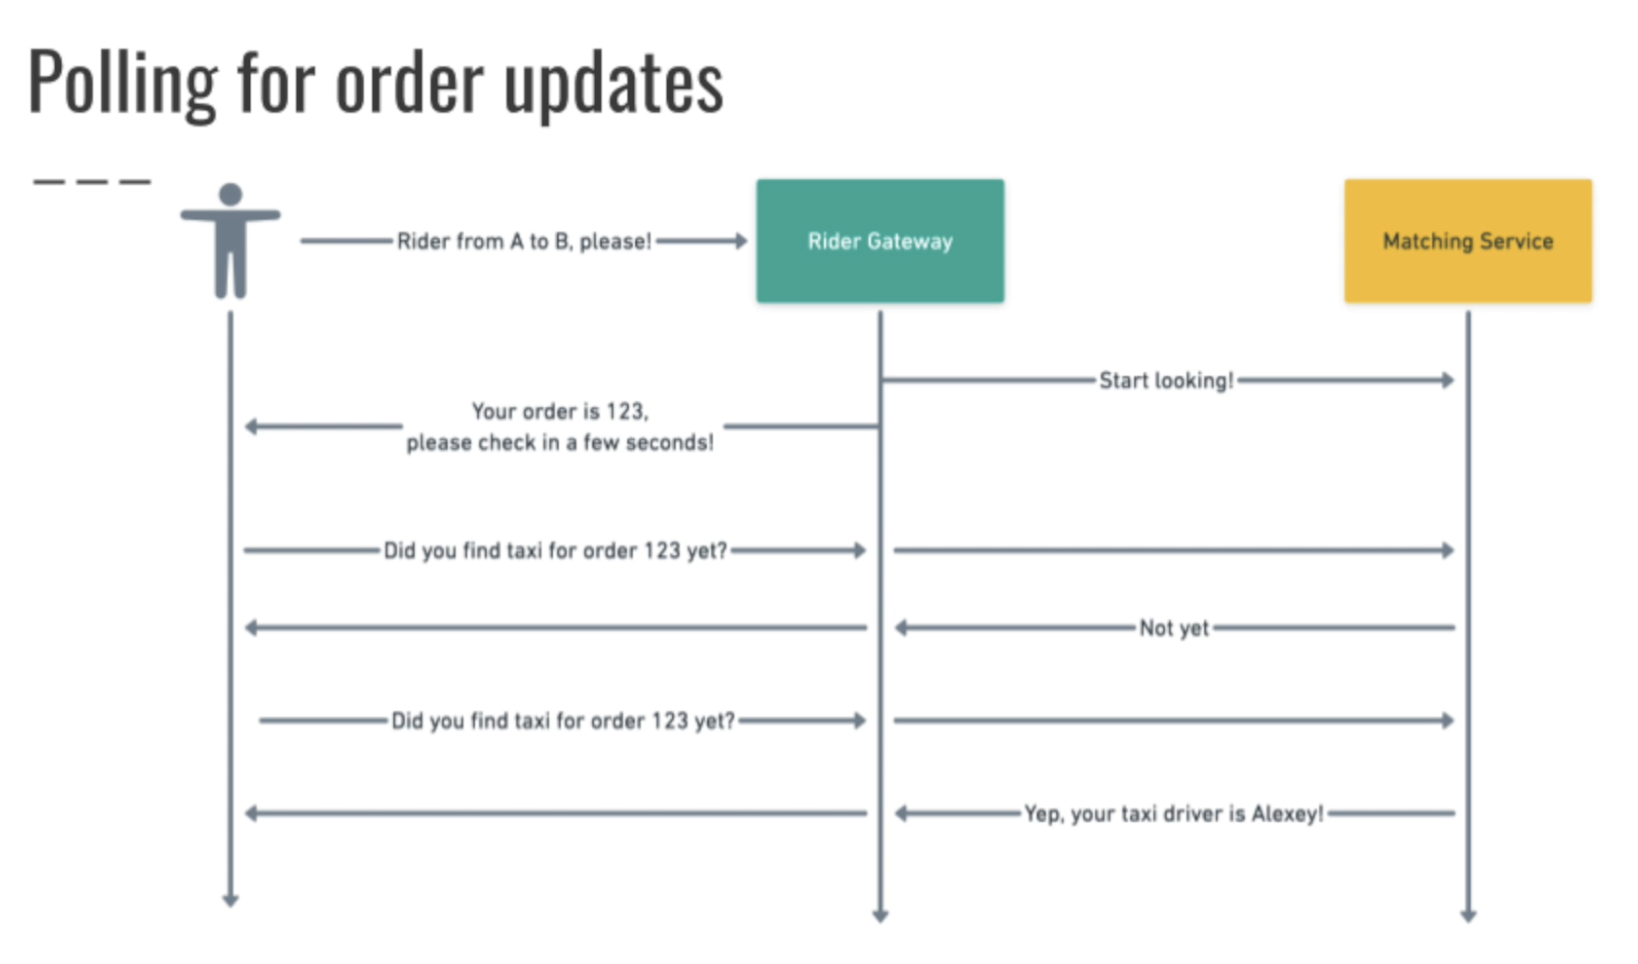 Polling for order updates
Rider from A to B, please!
Rider Gateway
Matching Service
Start looking!
Your order is 123,
please check in a few seconds!
Did you find taxi for order 123 yet?
Not yet
Did you find taxi for order 123 yet?
Yep, your taxi driver is Alexey!